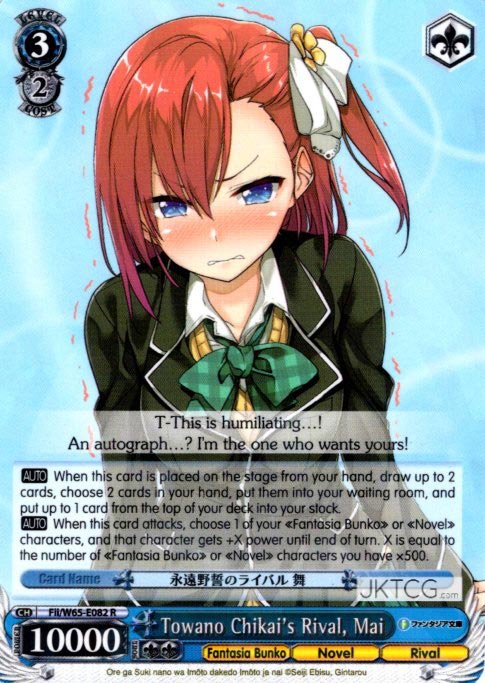 LEVEL
3
2
COST
T-This is humiliating...!
An autograph...? I'm the one who wants yours!
AUTO When this card is placed on the stage from your hand, draw up to 2
cards, choose 2 cards in your hand, put them into your waiting room, and
put up to 1 card from the top of your deck into your stock.
AUTO When this card attacks, choose 1 of your «Fantasia Bunko» or «Novel»
characters, and that character gets +X power until end of turn. X is equal to
the number of «Fantasia Bunko» or «Novel» characters you have ×500.
Card Name 永遠野誓のライバル 舞
JKTCG.com
CH Fii/W65-E082 R
POWER 10000 SOUL Towano Chikai's Rival, Mai ファンタジア文庫
Fantasia Bunko Novel Rival
Ore ga Suki nano wa Imōto dakedo Imōto ja nai ©Seiji Ebisu, Gintarou